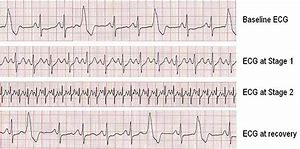 Baseline ECG
ECG at Stage 1
ECG at Stage 2
ECG at recovery